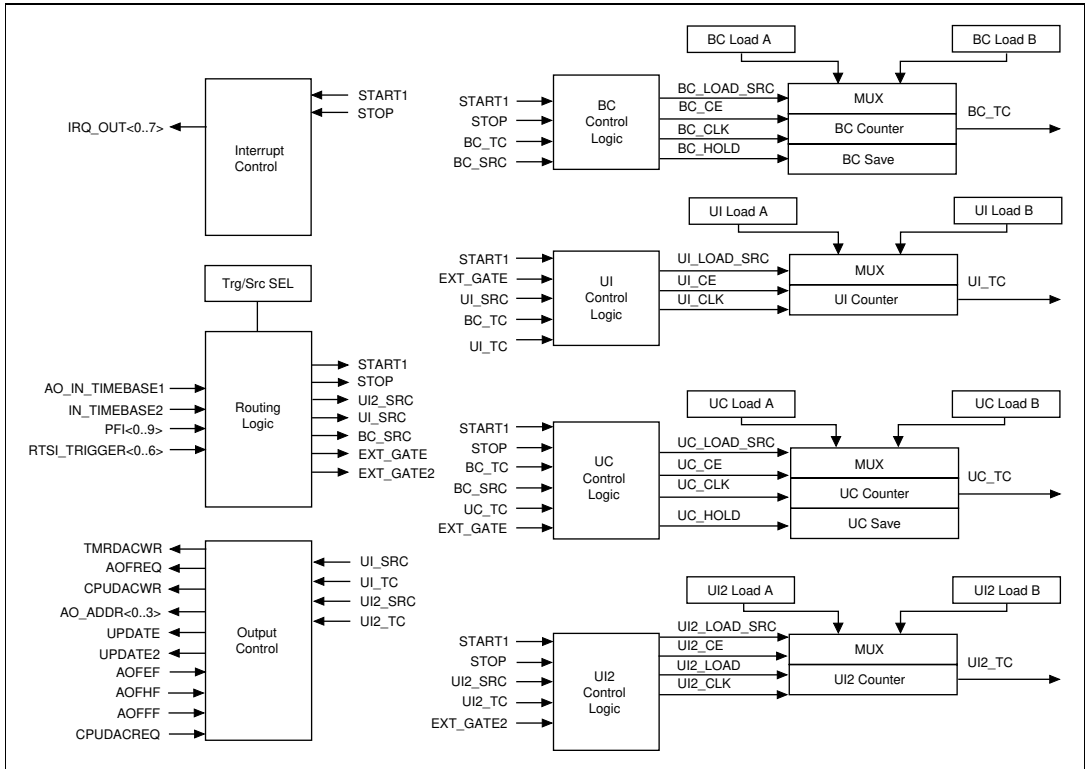 START1
STOP
IRQ_OUT<0..7>
Interrupt
Control
Trg/Src SEL
AO_IN_TIMEBASE1
IN_TIMEBASE2
PFI<0..9>
RTSI_TRIGGER<0..6>
Routing
Logic
START1
STOP
UI2_SRC
UI_SRC
BC_SRC
EXT_GATE
EXT_GATE2
TMRDACWR
AOFREQ
CPUDACWR
AO_ADDR<0..3>
UPDATE
UPDATE2
AOFEF
AOFHF
AOFFF
CPUDACREQ
Output
Control
UI_SRC
UI_TC
UI2_SRC
UI2_TC
BC Load A
BC Load B
START1
STOP
BC_TC
BC_SRC
BC
Control
Logic
BC_LOAD_SRC
BC_CE
BC_CLK
BC_HOLD
MUX
BC Counter
BC Save
BC_TC
UI Load A
UI Load B
START1
EXT_GATE
UI_SRC
BC_TC
UI_TC
UI
Control
Logic
UI_LOAD_SRC
UI_CE
UI_CLK
MUX
UI Counter
UI_TC
UC Load A
UC Load B
START1
STOP
BC_TC
BC_SRC
UC_TC
EXT_GATE
UC
Control
Logic
UC_LOAD_SRC
UC_CE
UC_CLK
UC_HOLD
MUX
UC Counter
UC Save
UC_TC
UI2 Load A
UI2 Load B
START1
STOP
UI2_SRC
UI2_TC
EXT_GATE2
UI2
Control
Logic
UI2_LOAD_SRC
UI2_CE
UI2_LOAD
UI2_CLK
MUX
UI2 Counter
UI2_TC